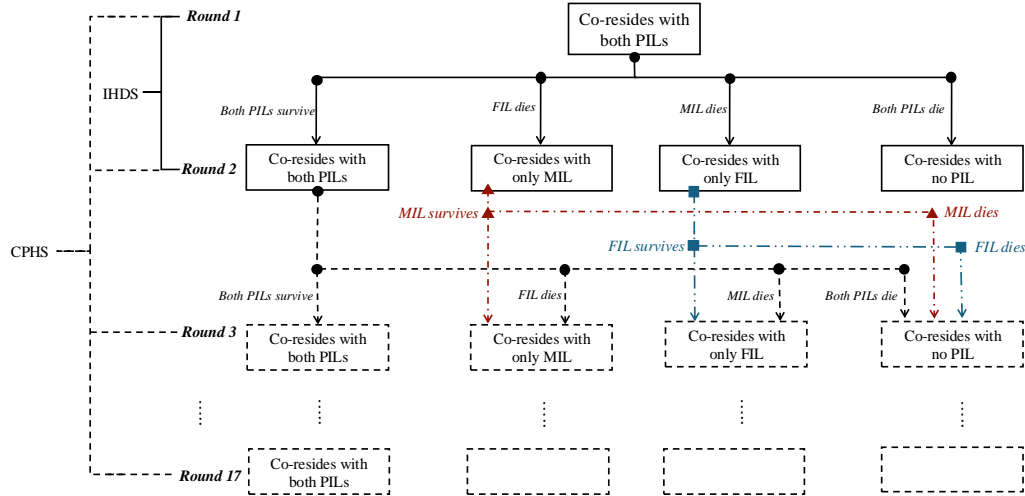 Round 1
Co-resides with
both PILs
IHDS
Both PILs survive
FIL dies
MIL dies
Both PILs die
Round 2
Co-resides with
both PILs
Co-resides with
only MIL
Co-resides with
only FIL
Co-resides with
no PIL
MIL survives
MIL dies
CPHS
FIL survives
FIL dies
Both PILs survive
FIL dies
MIL dies
Both PILs die
Round 3
Co-resides with
both PILs
Co-resides with
only MIL
Co-resides with
only FIL
Co-resides with
no PIL
Round 17
Co-resides with
both PILs